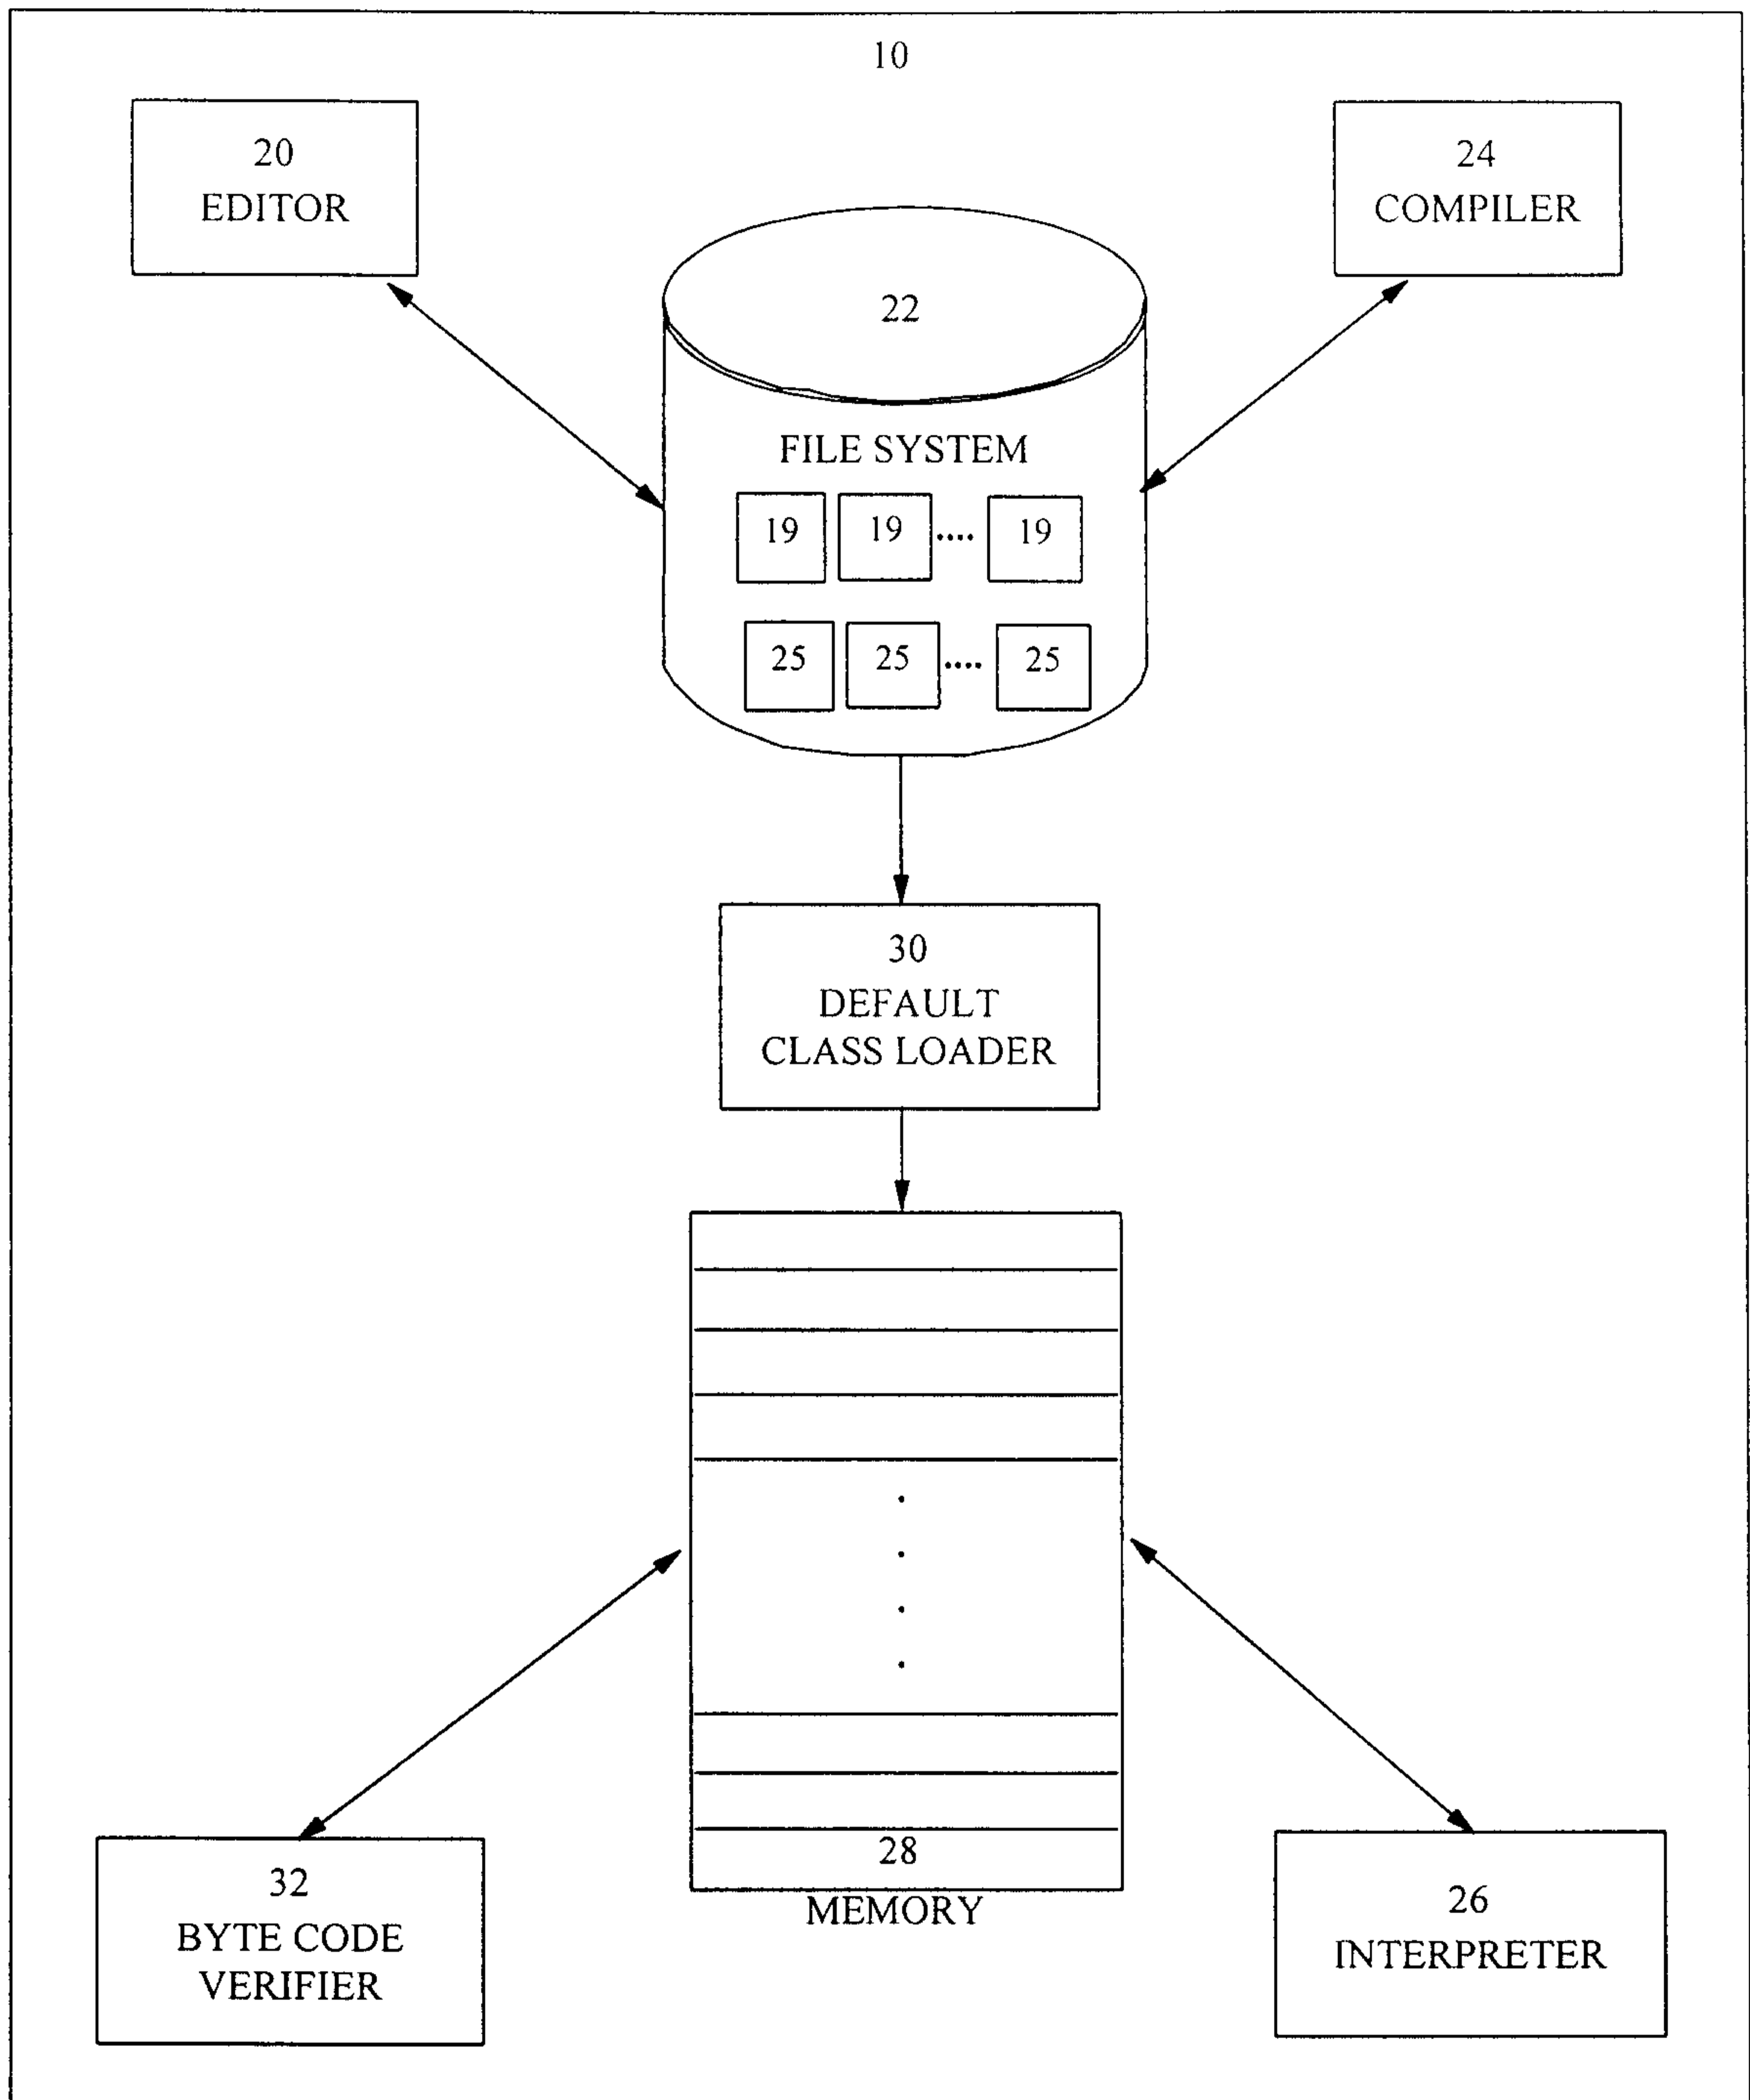 10
20
EDITOR
24
COMPILER
22
FILE SYSTEM
19 19 .... 19
25 25 .... 25
30
DEFAULT
CLASS LOADER
28
MEMORY
32
BYTE CODE
VERIFIER
26
INTERPRETER